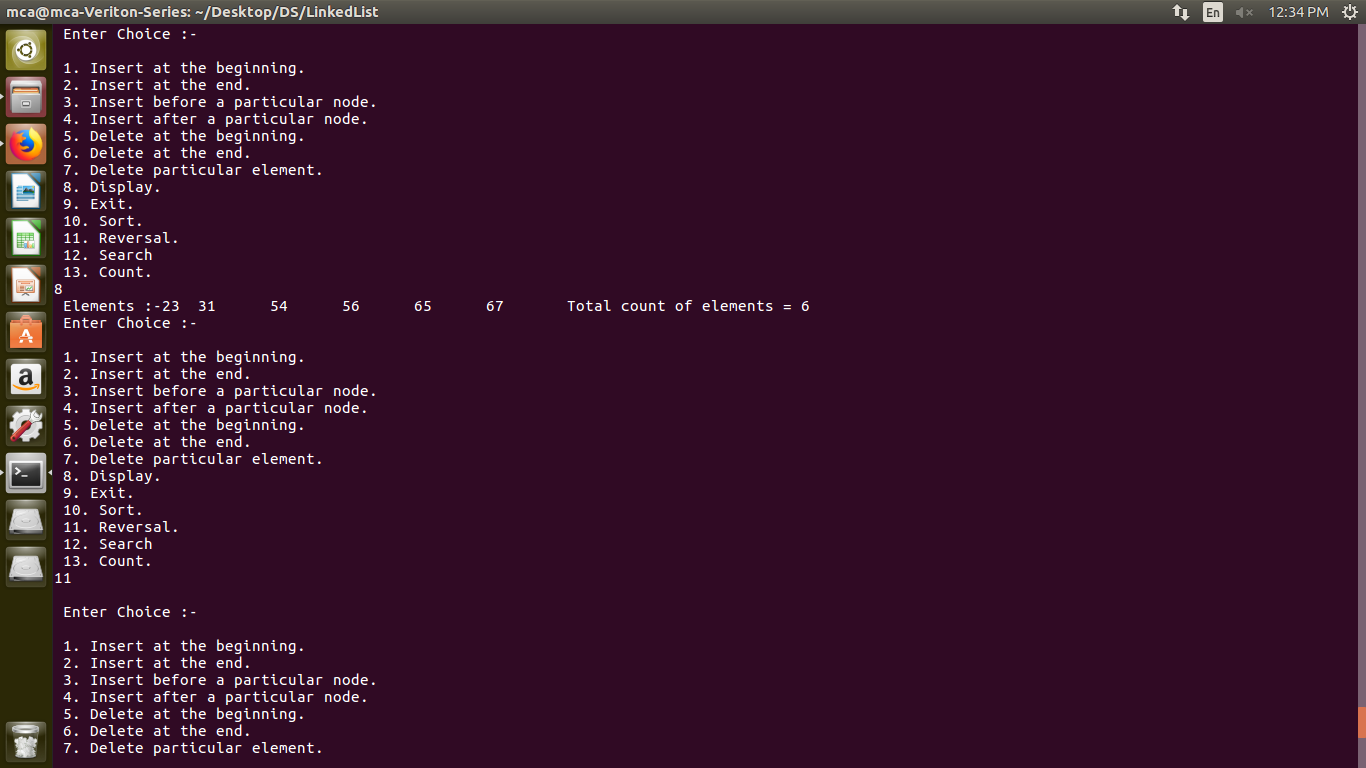 mca@mca-Veriton-Series: ~/Desktop/DS/LinkedList
En
12:34 PM
Enter Choice :-
1. Insert at the beginning.
2. Insert at the end.
3. Insert before a particular node.
4. Insert after a particular node.
5. Delete at the beginning.
6. Delete at the end.
7. Delete particular element.
8. Display.
9. Exit.
10. Sort.
11. Reversal.
12. Search
13. Count.
8
Elements :-23 31 54 56 65 67 Total count of elements = 6
Enter Choice :-
1. Insert at the beginning.
2. Insert at the end.
3. Insert before a particular node.
4. Insert after a particular node.
5. Delete at the beginning.
6. Delete at the end.
7. Delete particular element.
8. Display.
9. Exit.
10. Sort.
11. Reversal.
12. Search
13. Count.
11
Enter Choice :-
1. Insert at the beginning.
2. Insert at the end.
3. Insert before a particular node.
4. Insert after a particular node.
5. Delete at the beginning.
6. Delete at the end.
7. Delete particular element.